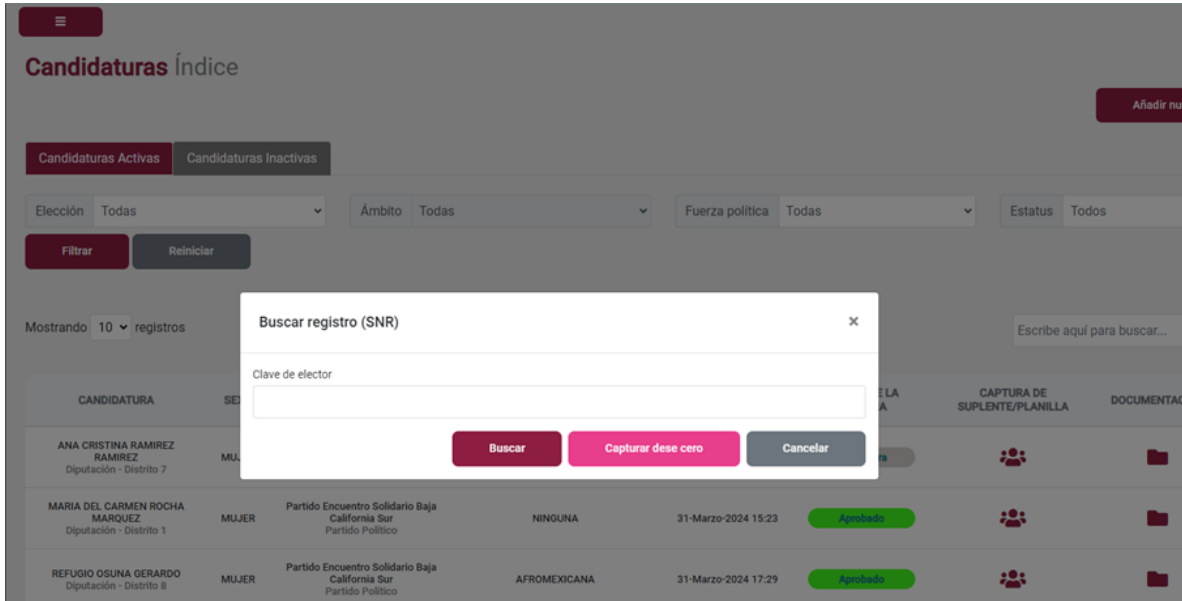 Candidaturas Índice
Añadir nu
Candidaturas Activas Candidaturas Inactivas
Elección Todas Ámbito Todas Fuerza política Todas Estatus Todos
Filtrar Reiniciar
Mostrando 10 registros
Escribe aquí para buscar...
Buscar registro (SNR) ×
Clave de elector
Buscar Capturar dese cero Cancelar
CANDIDATURA SE E LA A CAPTURA DE SUPLENTE/PLANILLA DOCUMENTAC
ANA CRISTINA RAMIREZ
RAMIREZ
Diputación - Distrito 7
MUJ
ra
MARIA DEL CARMEN ROCHA
MARQUEZ
Diputación - Distrito 1
MUJER
Partido Encuentro Solidario Baja
California Sur
Partido Político
NINGUNA
31-Marzo-2024 15:23
Aprobado
REFUGIO OSUNA GERARDO
Diputación - Distrito 8
MUJER
Partido Encuentro Solidario Baja
California Sur
Partido Político
AFROMEXICANA
31-Marzo-2024 17:29
Aprobado